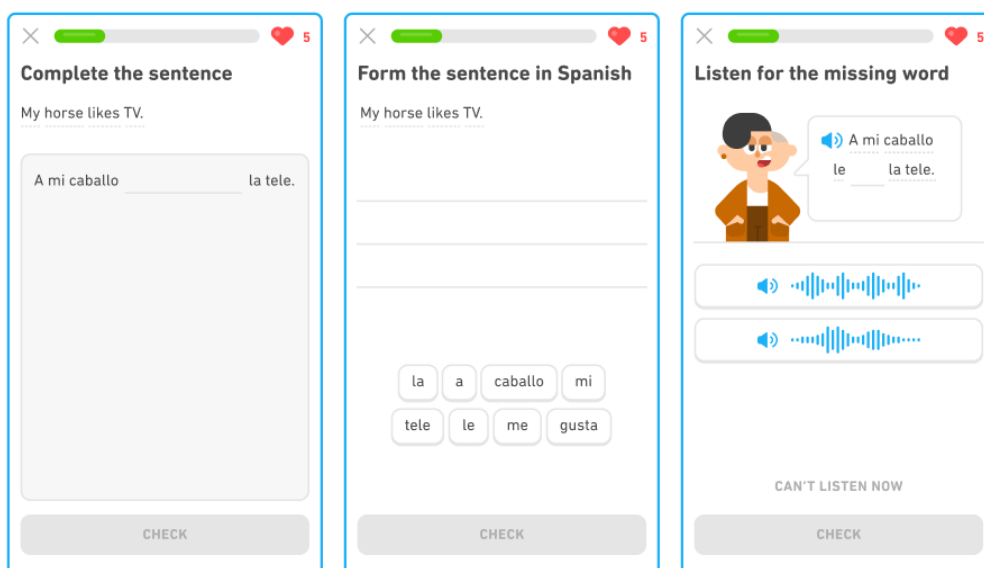 5
Complete the sentence
My horse likes TV.
A mi caballo ____________ la tele.
CHECK
5
Form the sentence in Spanish
My horse likes TV.
la a caballo mi
tele le me gusta
CHECK
5
Listen for the missing word
A mi caballo
le ____ la tele.
CAN'T LISTEN NOW
CHECK